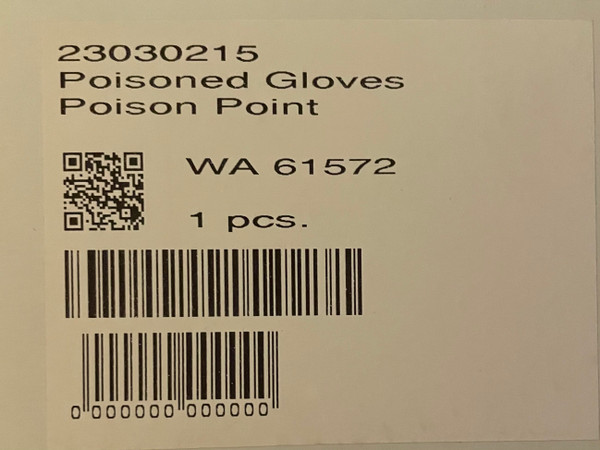 23030215
Poisoned Gloves
Poison Point
WA 61572
1 pcs.
0 000000 000000